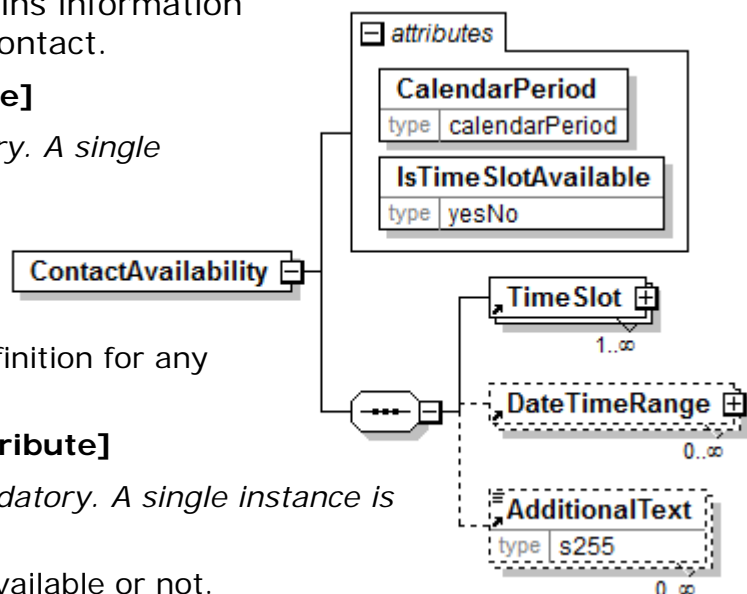 ins information
ontact.
e]
ry. A single
finition for any
ribute]
datory. A single instance is
vailable or not.
attributes
CalendarPeriod
type calendarPeriod
IsTimeSlotAvailable
type yesNo
ContactAvailability
TimeSlot
1..∞
DateTimeRange
0..∞
AdditionalText
type s255
0..∞